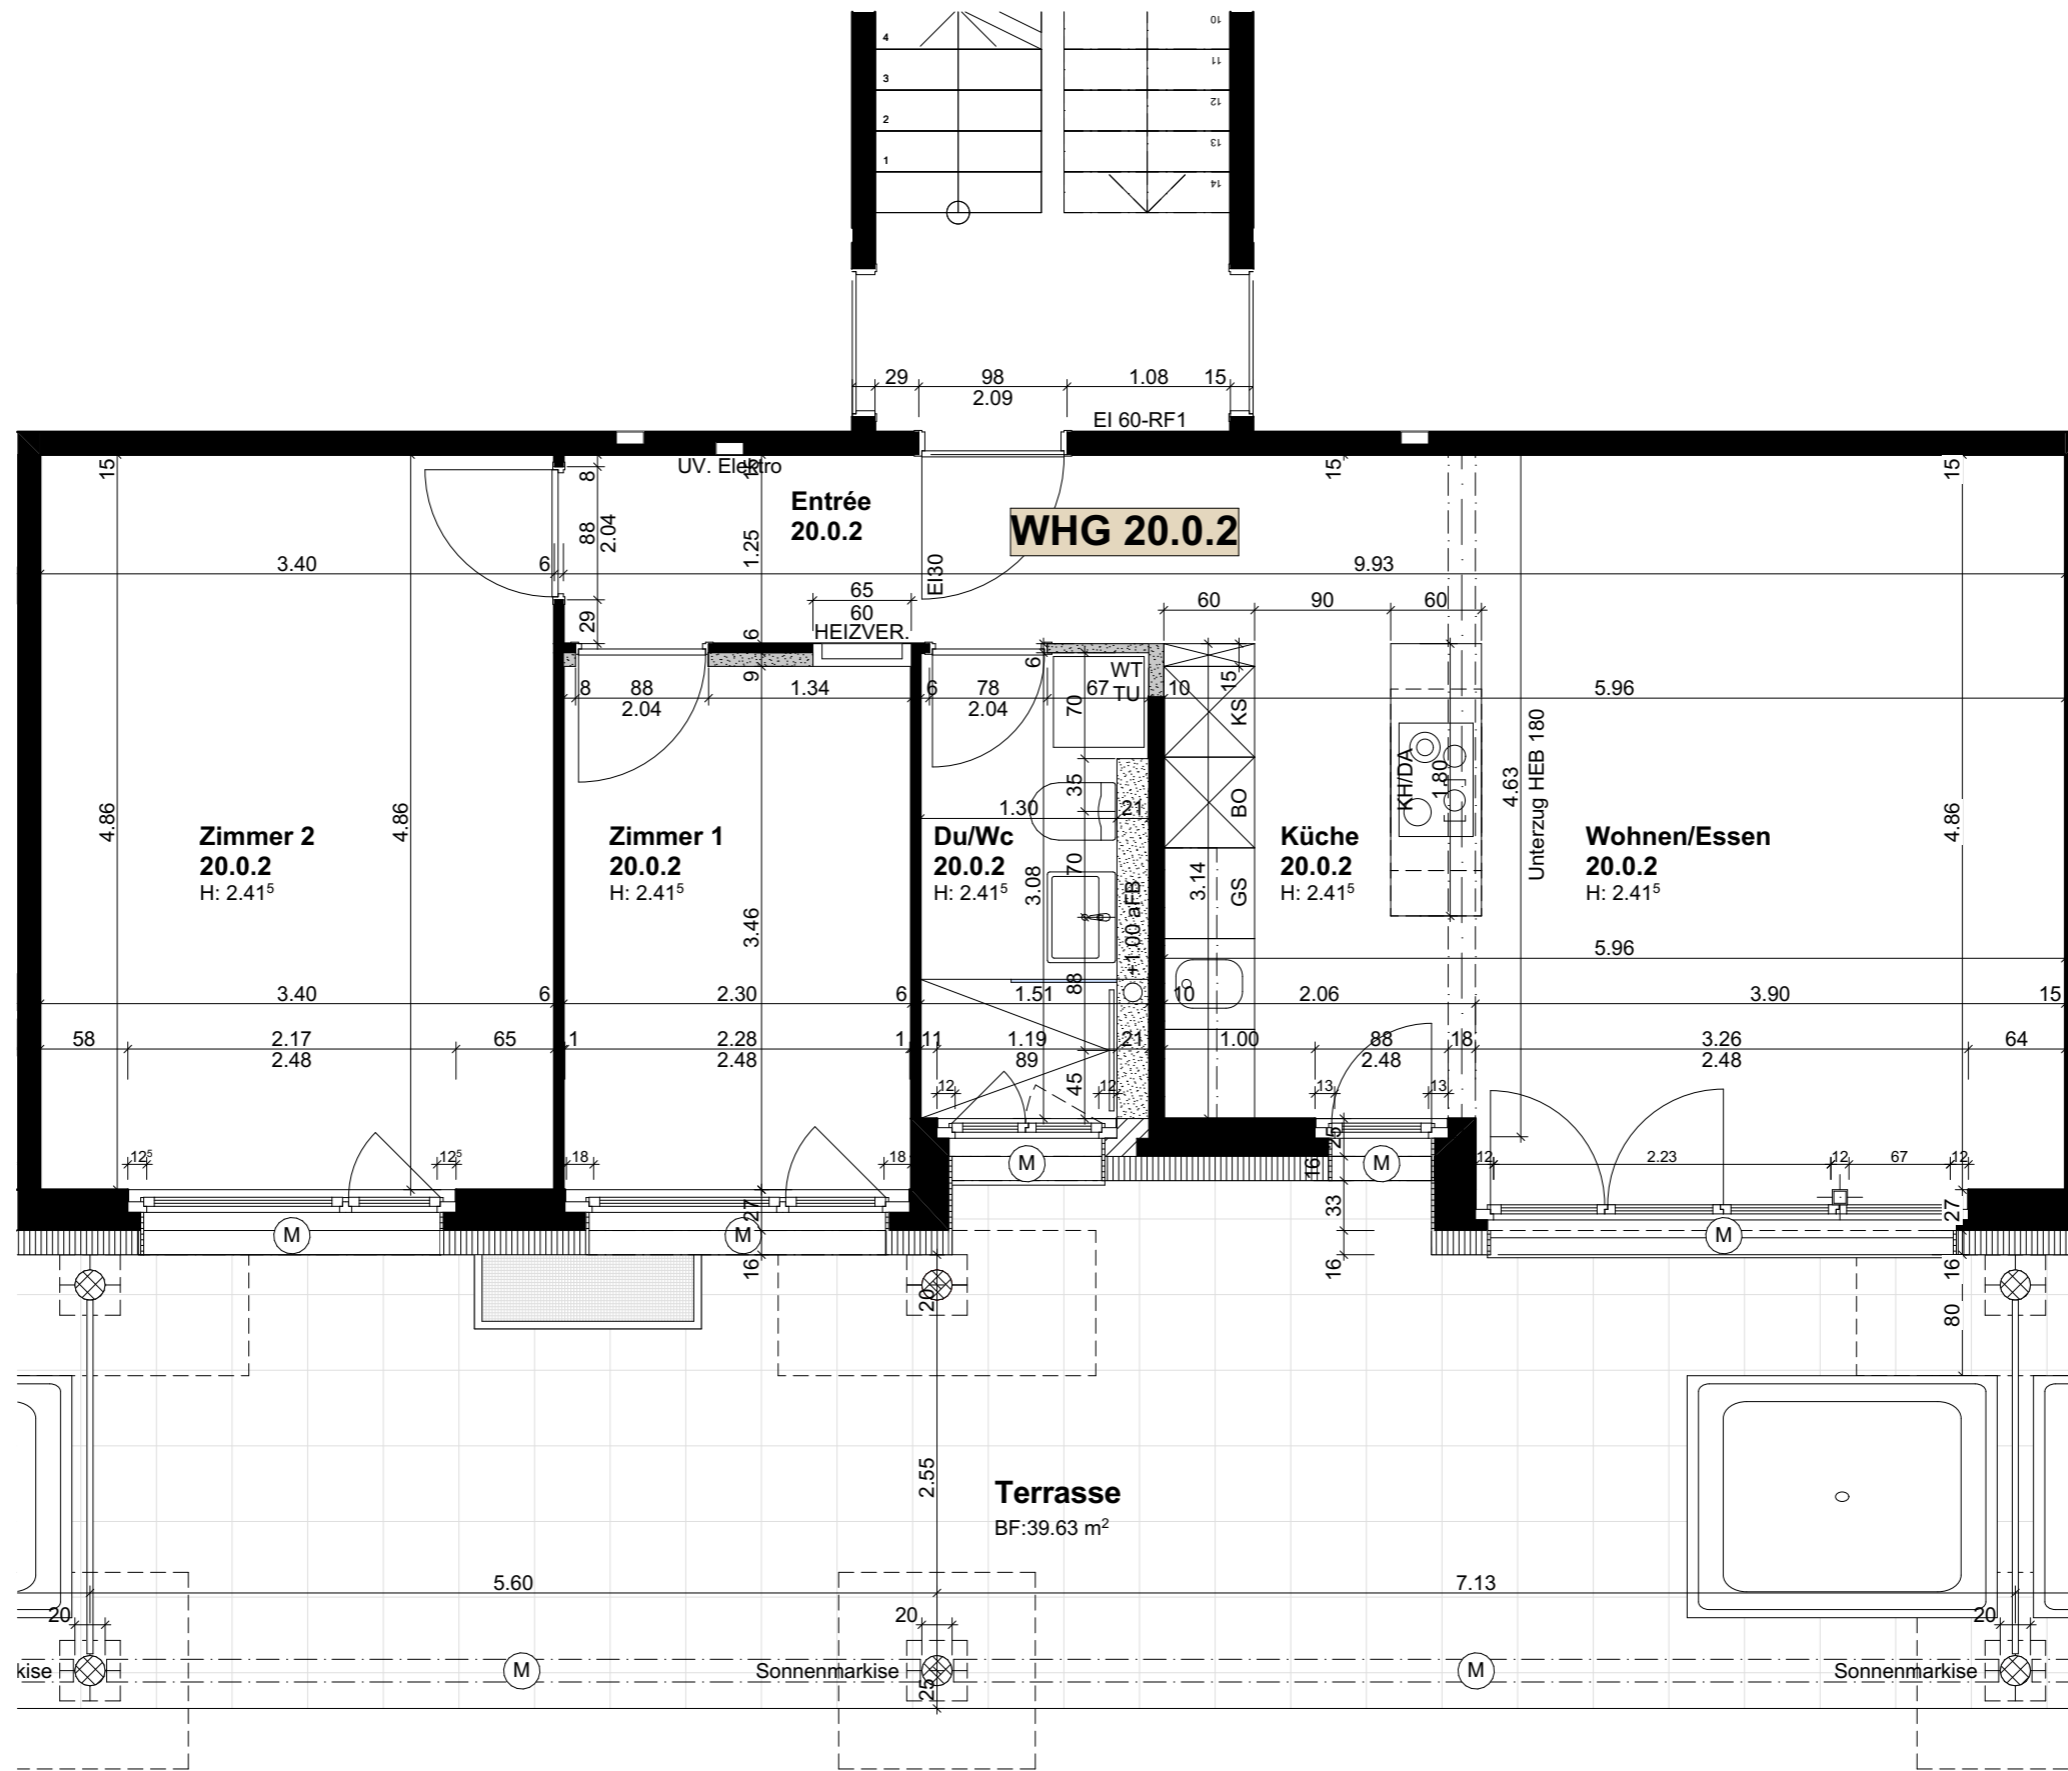 4
3
2
1
10
11
12
13
14
29 98 1.08 15
2.09
EI 60-RF1
15
UV. Elektro
8
88
2.04
29
Entrée
20.0.2
WHG 20.0.2
15
15
1.25
EI30
3.40 6 9.93
65
60
HEIZVER.
60 90 60
6
9
6
WT
TU
8 88 1.34 6 78 67 10 5.96
2.04 2.04
15
KS
70
35
BO
KH/DA
1.80
4.63
Unterzug HEB 180
4.86
4.86
4.86
1.30 21
Zimmer 2
20.0.2
H: 2.41⁵
Zimmer 1
20.0.2
H: 2.41⁵
Du/Wc
20.0.2
H: 2.41⁵
Küche
20.0.2
H: 2.41⁵
Wohnen/Essen
20.0.2
H: 2.41⁵
3.46
3.08
70
+1.00 aFB
3.14
GS
5.96
88
3.40 6 2.30 6 1.51 10 2.06 3.90 15
58 2.17 65 1 2.28 1 11 1.19 21 1.00 88 18 3.26 64
2.48 2.48 89 2.48 2.48
45
12 12 13 13
12⁵ 12⁵ 18 18
25
16
33
16
12 2.23 12 67 12
M M M M M
27
16
27
16
80
20
2.55
Terrasse
BF:39.63 m²
5.60 7.13
20 20 20
kise M Sonnenmarkise M Sonnenmarkise
25